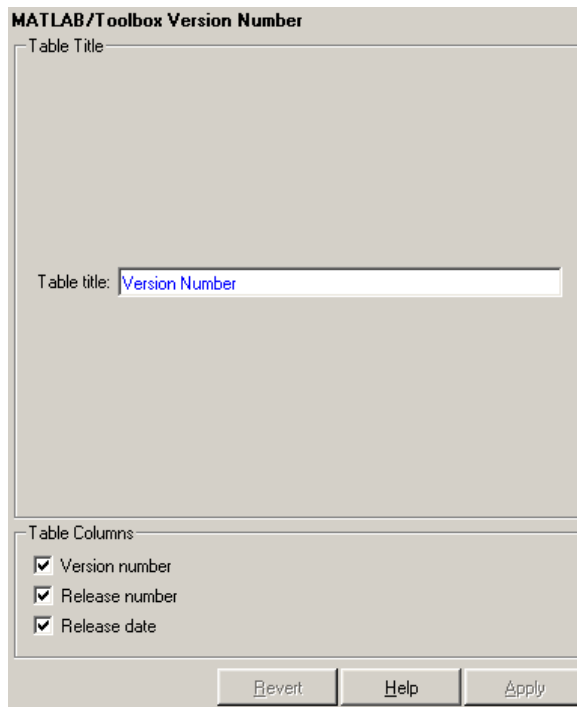 MATLAB/Toolbox Version Number
Table Title
Table title: Version Number
Table Columns
Version number
Release number
Release date
Revert Help Apply